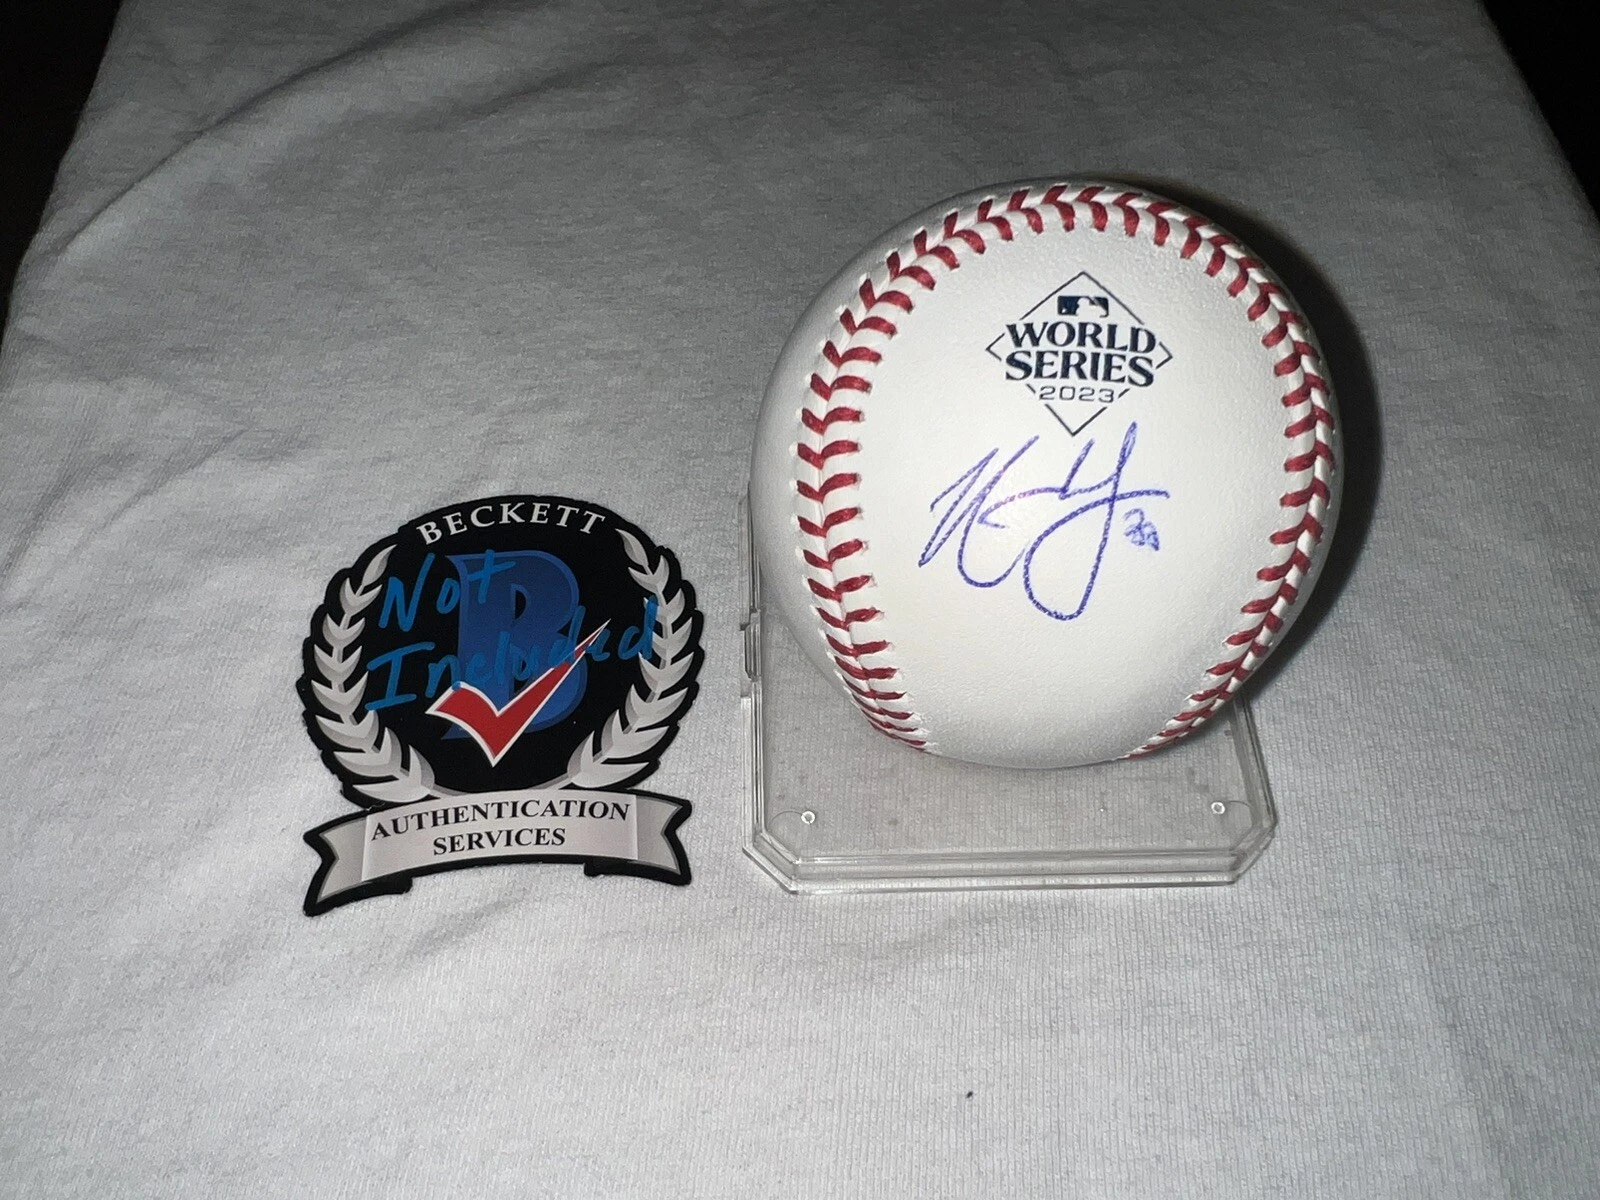 BECKETT
Not
Included
AUTHENTICATION
SERVICES
WORLD
SERIES
2023